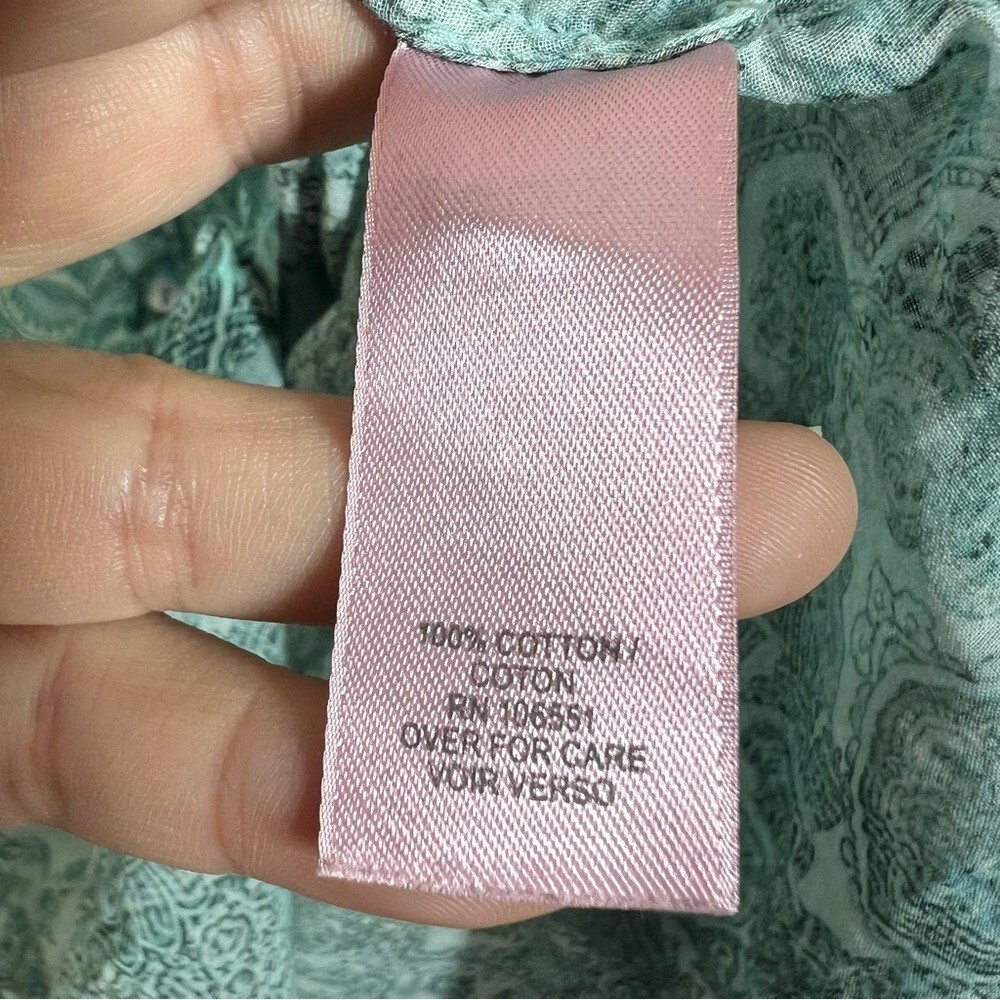 100% COTTON /
COTON
RN 106551
OVER FOR CARE
VOIR VERSO